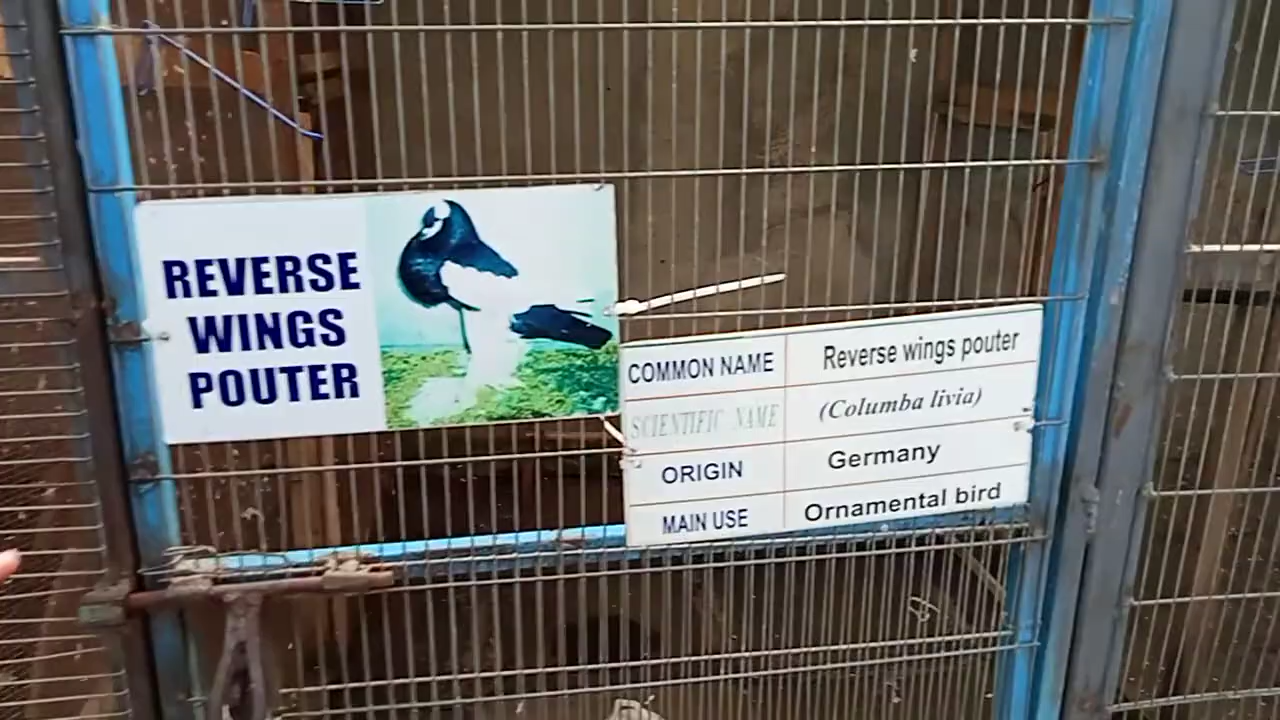 REVERSE
WINGS
POUTER
COMMON NAME Reverse wings pouter
SCIENTIFIC NAME (Columba livia)
ORIGIN Germany
MAIN USE Ornamental bird